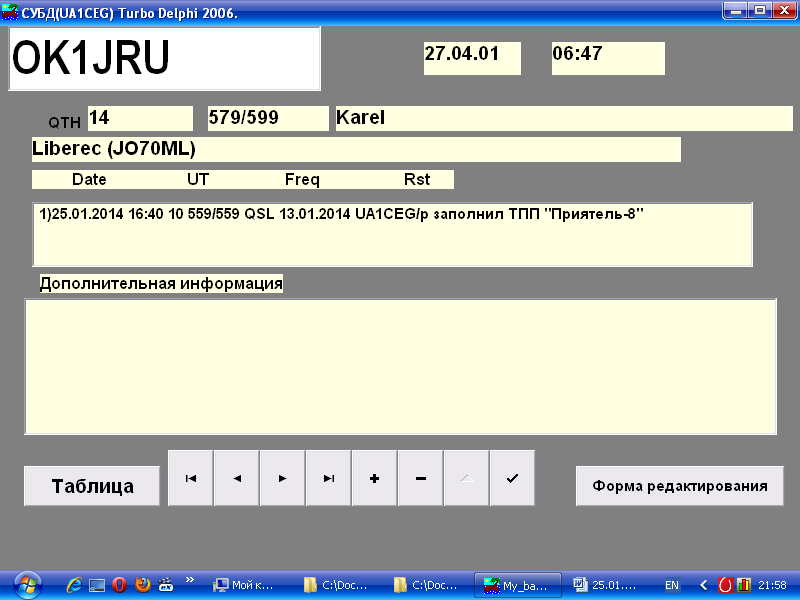 СУБД(UA1CEG) Turbo Delphi 2006.
OK1JRU
27.04.01 06:47
QTH 14 579/599 Karel
Liberec (JO70ML)
Date UT Freq Rst
1)25.01.2014 16:40 10 559/559 QSL 13.01.2014 UA1CEG/p заполнил ТПП "Приятель-8"
Дополнительная информация
Таблица
Форма редактирования
Мой к... C:\Doc... C:\Doc... My_ba... 25.01.... EN 21:58